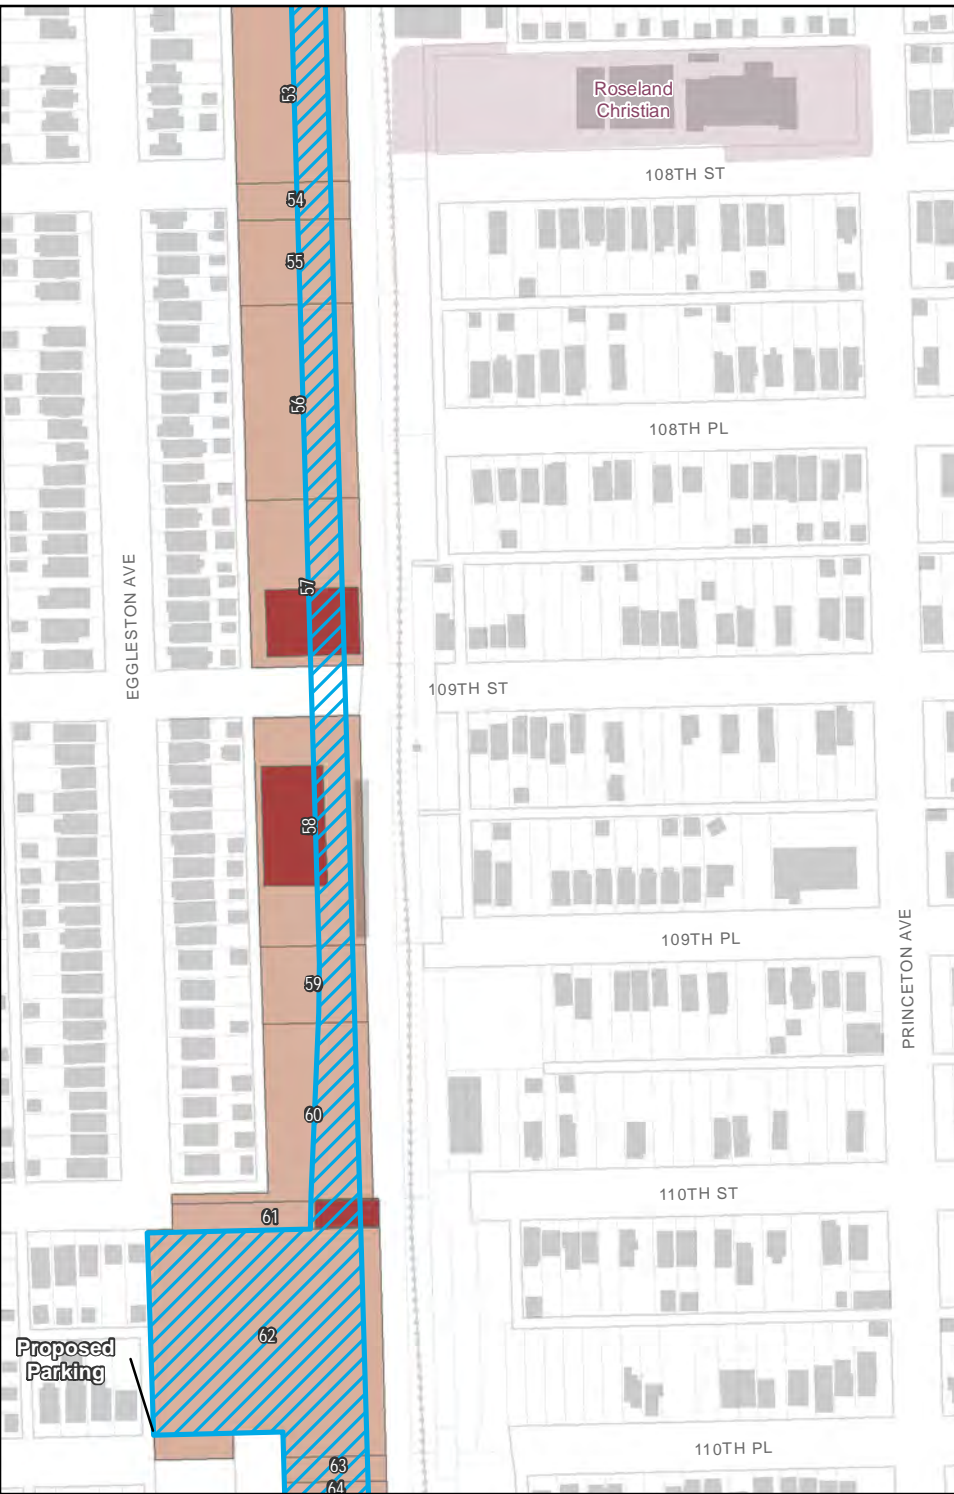 53
Roseland
Christian
108TH ST
54
55
56
108TH PL
57
EGGLESTON AVE
109TH ST
58
109TH PL
PRINCETON AVE
59
60
110TH ST
61
62
Proposed
Parking
110TH PL
63
64